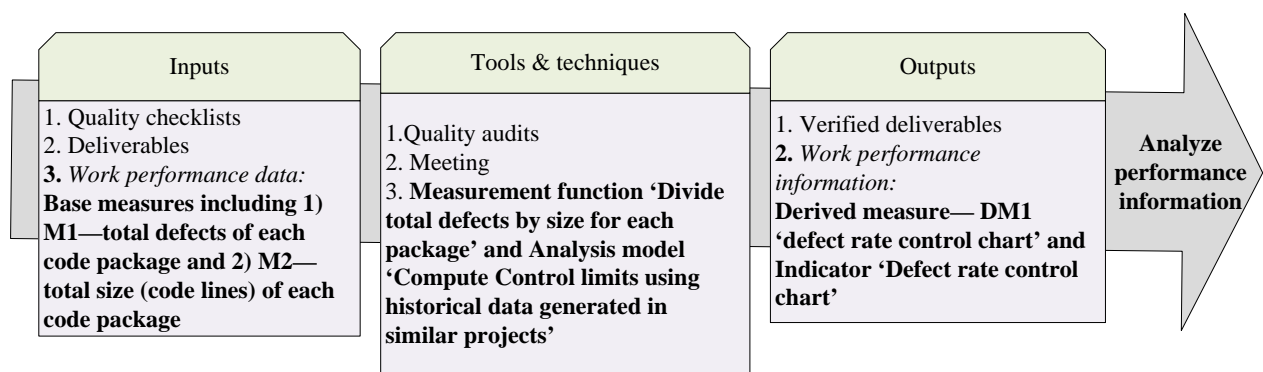 Inputs
1. Quality checklists
2. Deliverables
3. Work performance data:
Base measures including 1)
M1—total defects of each
code package and 2) M2—
total size (code lines) of each
code package
Tools & techniques
1.Quality audits
2. Meeting
3. Measurement function ‘Divide
total defects by size for each
package’ and Analysis model
‘Compute Control limits using
historical data generated in
similar projects’
Outputs
1. Verified deliverables
2. Work performance
information:
Derived measure— DM1
‘defect rate control chart’ and
Indicator ‘Defect rate control
chart’
Analyze
performance
information